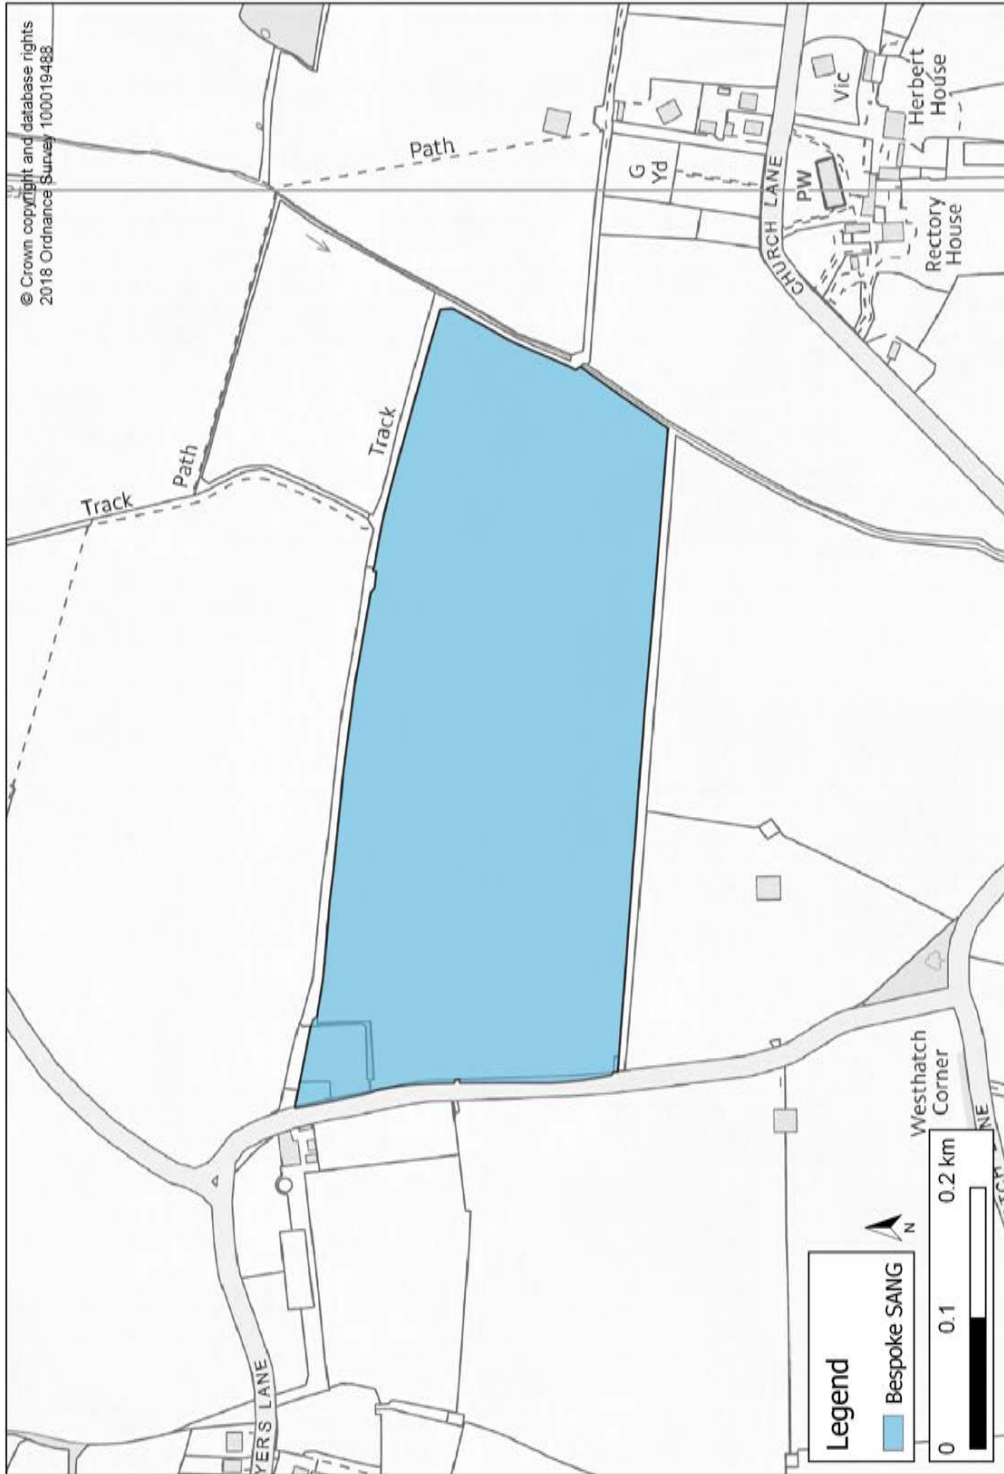 © Crown copyright and database rights
2018 Ordnance Survey 100019488
Track
Path
Path
Track
G
Yd
CHURCH LANE
PW
Vic
Herbert
House
Rectory
House
YERS LANE
Westhatch
Corner
NE
Legend
Bespoke SANG
N
0
0.1
0.2 km